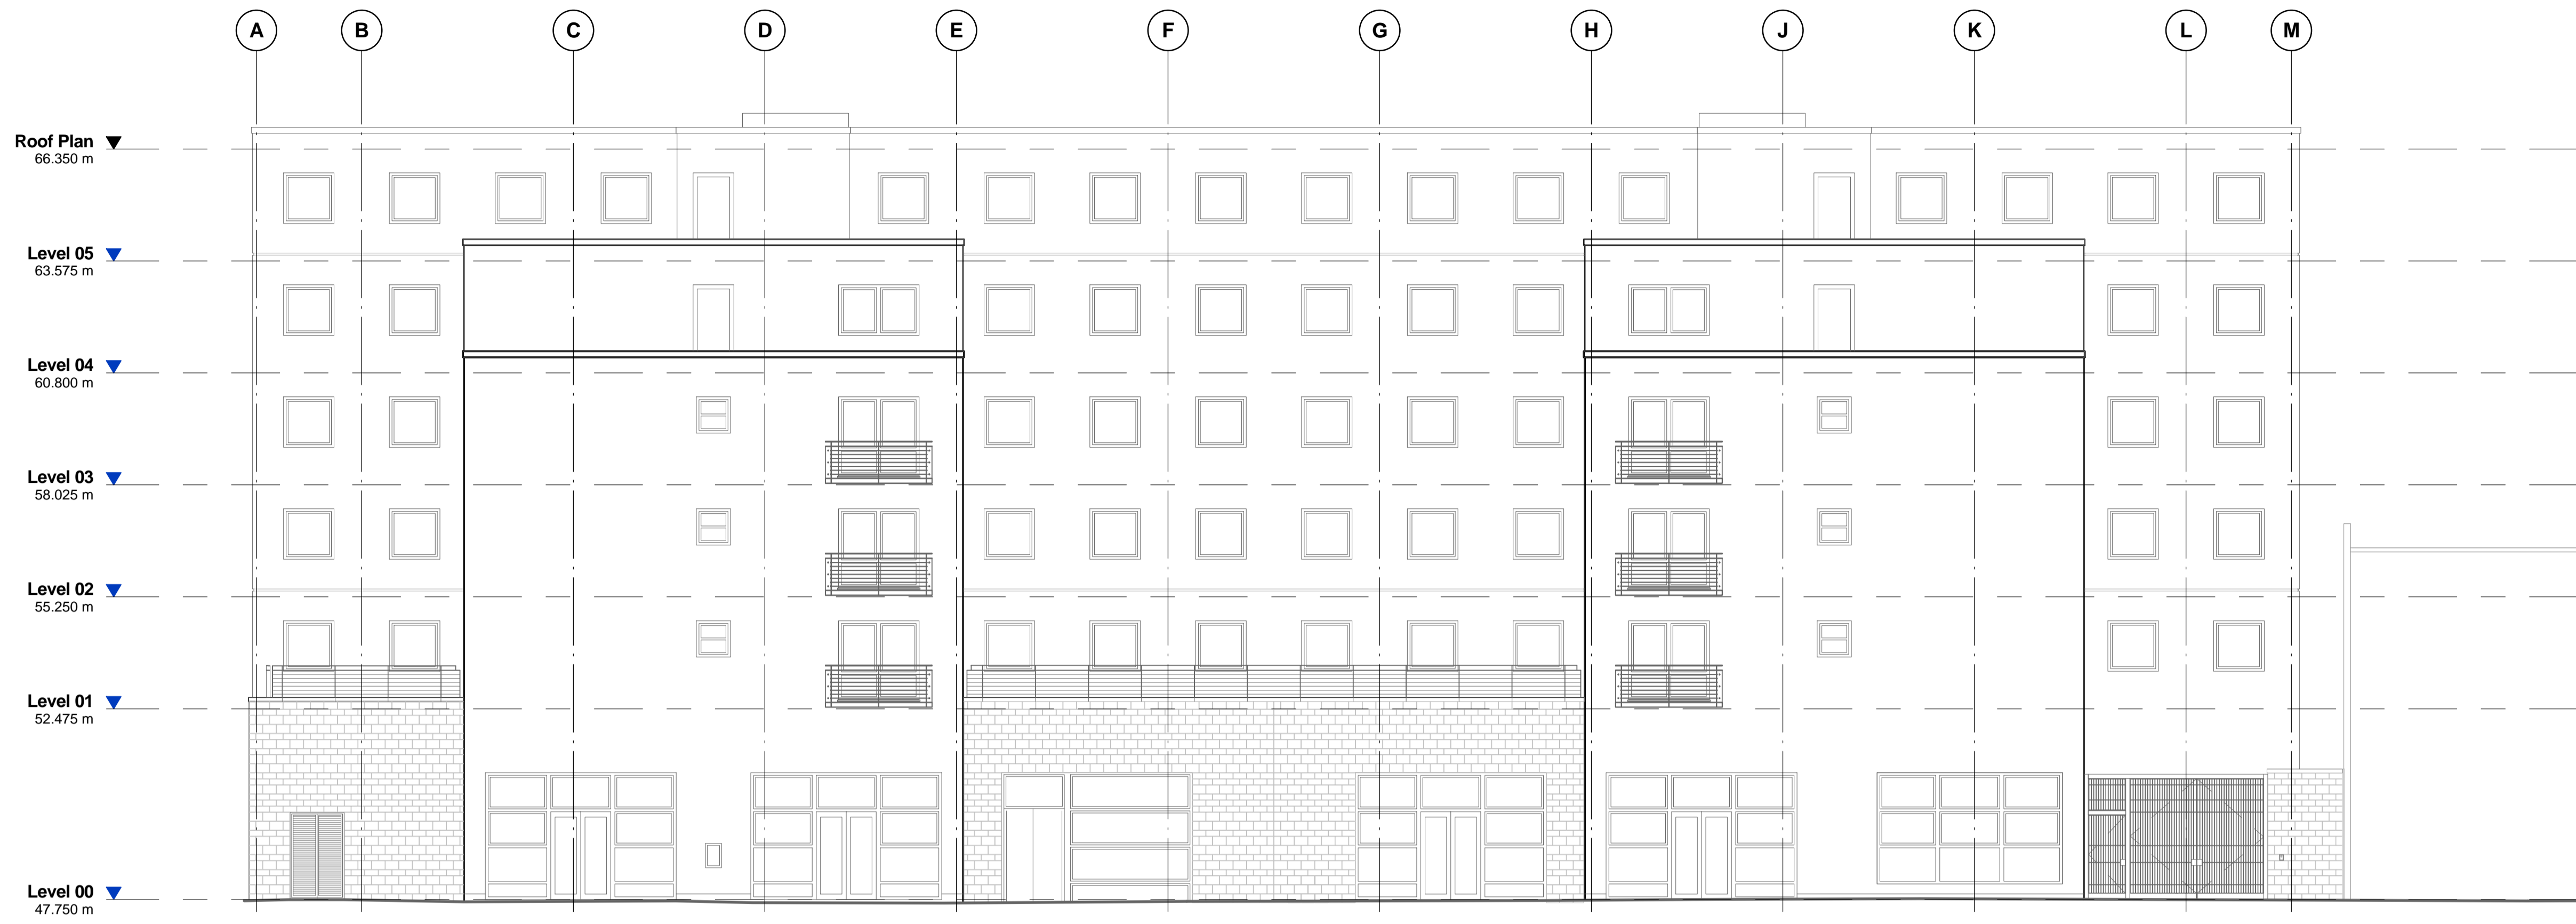 A B C D E F G H J K L M
Roof Plan
66.350 m
Level 05
63.575 m
Level 04
60.800 m
Level 03
58.025 m
Level 02
55.250 m
Level 01
52.475 m
Level 00
47.750 m